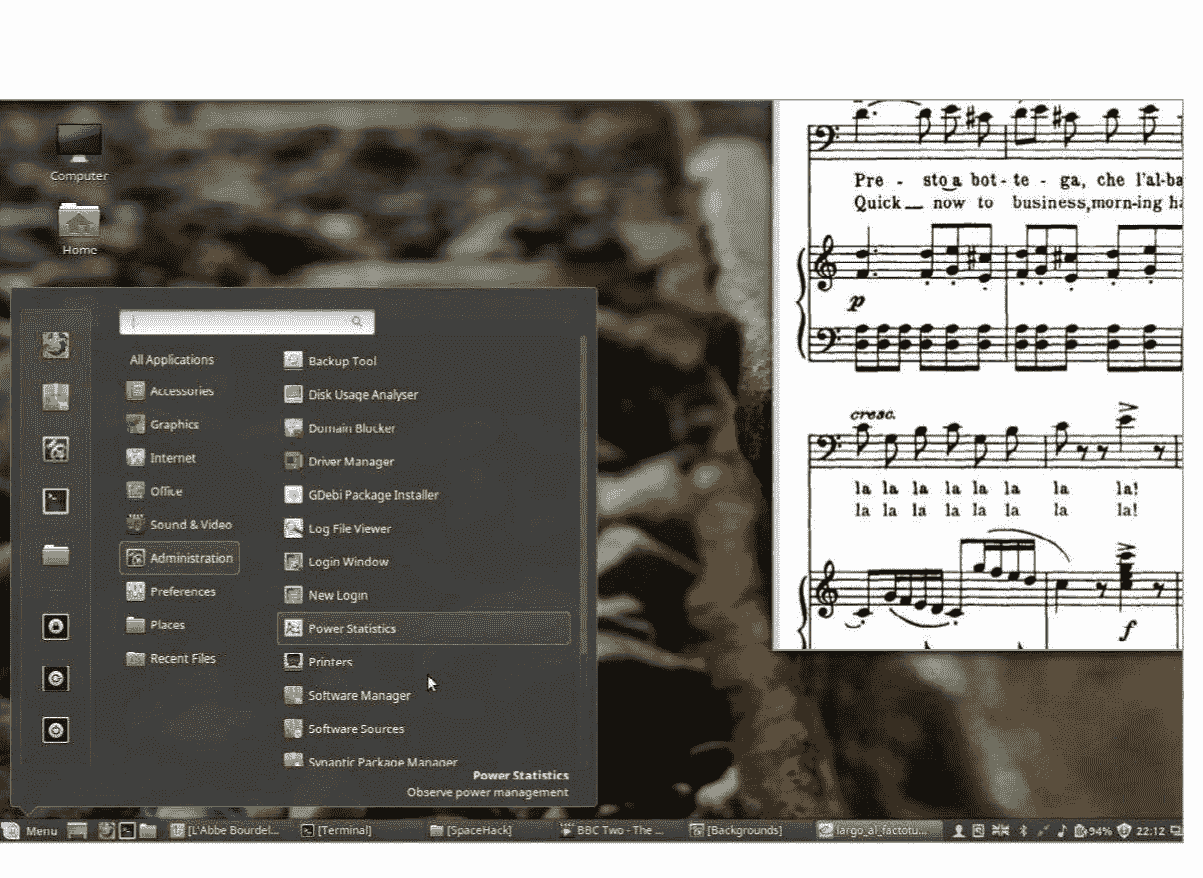 Computer
Home
All Applications
Accessories
Graphics
Internet
Office
Sound & Video
Administration
Preferences
Places
Recent Files
Backup Tool
Disk Usage Analyser
Domain Blocker
Driver Manager
GDebi Package Installer
Log File Viewer
Login Window
New Login
Power Statistics
Printers
Software Manager
Software Sources
Synaptic Package Manager
Power Statistics
Observe power management
Pre - sto a bot - te - ga, che l'al-ba
Quick now to business, morn-ing ha
p
cresc.
la la la la la la la la!
la la la la la la la la!
f
Menu [L'Abbe Bourdel... [Terminal] [SpaceHack] BBC Two - The ... [Backgrounds] largo_al_factotu... 94% 22:12